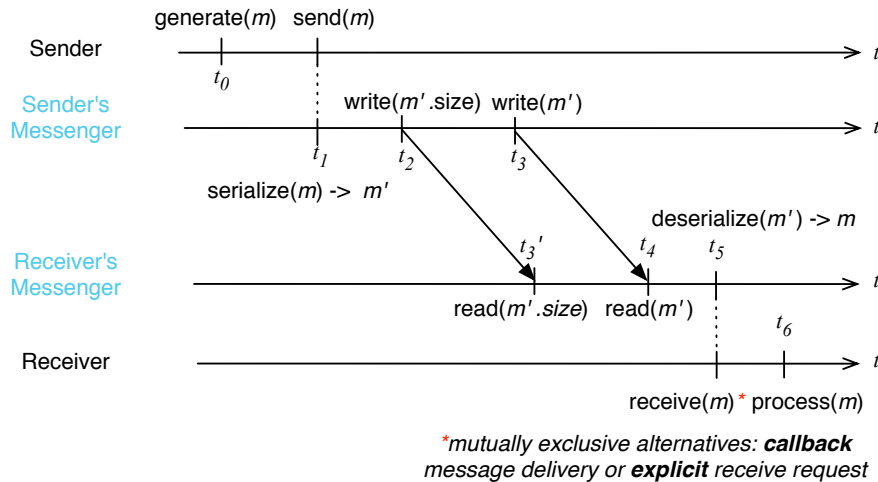 generate(m) send(m)
Sender
t
t0
Sender's
Messenger
write(m'.size) write(m')
t
t1 t2 t3
serialize(m) -> m'
deserialize(m') -> m
t3' t4 t5
Receiver's
Messenger
t
read(m'.size) read(m')
t6
Receiver
t
receive(m) * process(m)
*mutually exclusive alternatives: callback
message delivery or explicit receive request